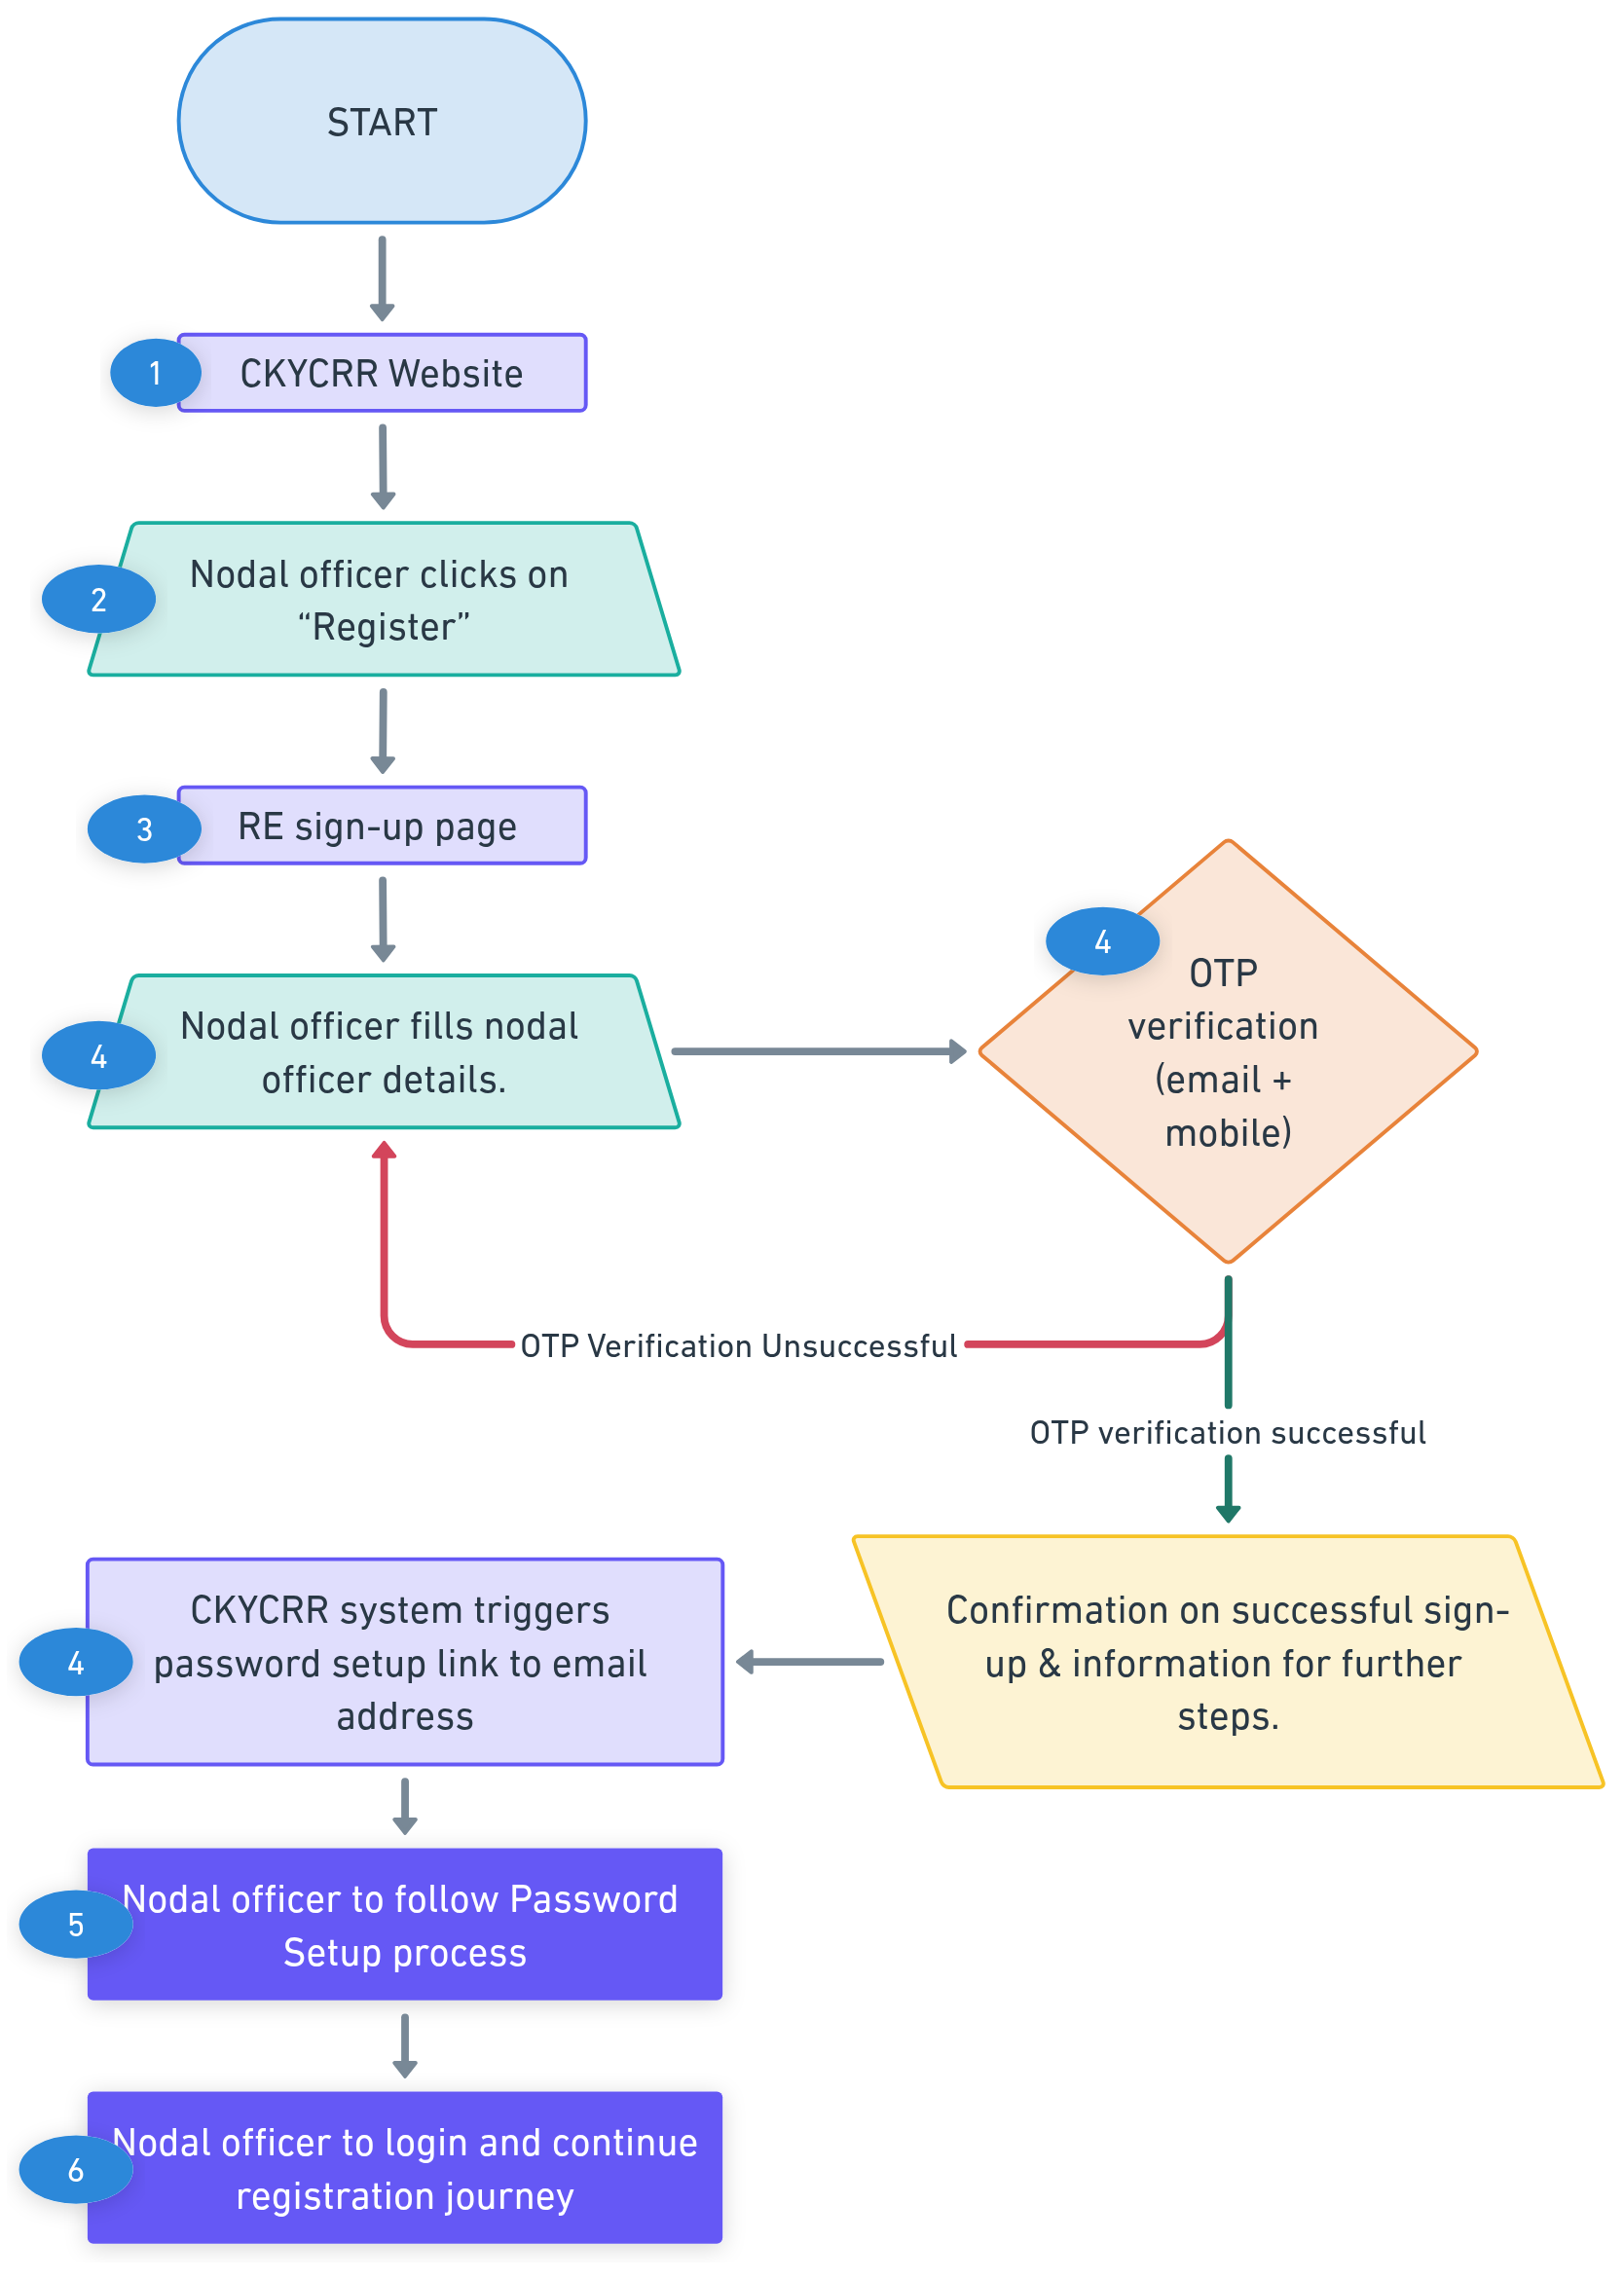 START
1
CKYCRR Website
2
Nodal officer clicks on
“Register”
3
RE sign-up page
4
Nodal officer fills nodal
officer details.
4
OTP
verification
(email +
mobile)
OTP Verification Unsuccessful
OTP verification successful
Confirmation on successful sign-
up & information for further
steps.
4
CKYCRR system triggers
password setup link to email
address
5
Nodal officer to follow Password
Setup process
6
Nodal officer to login and continue
registration journey